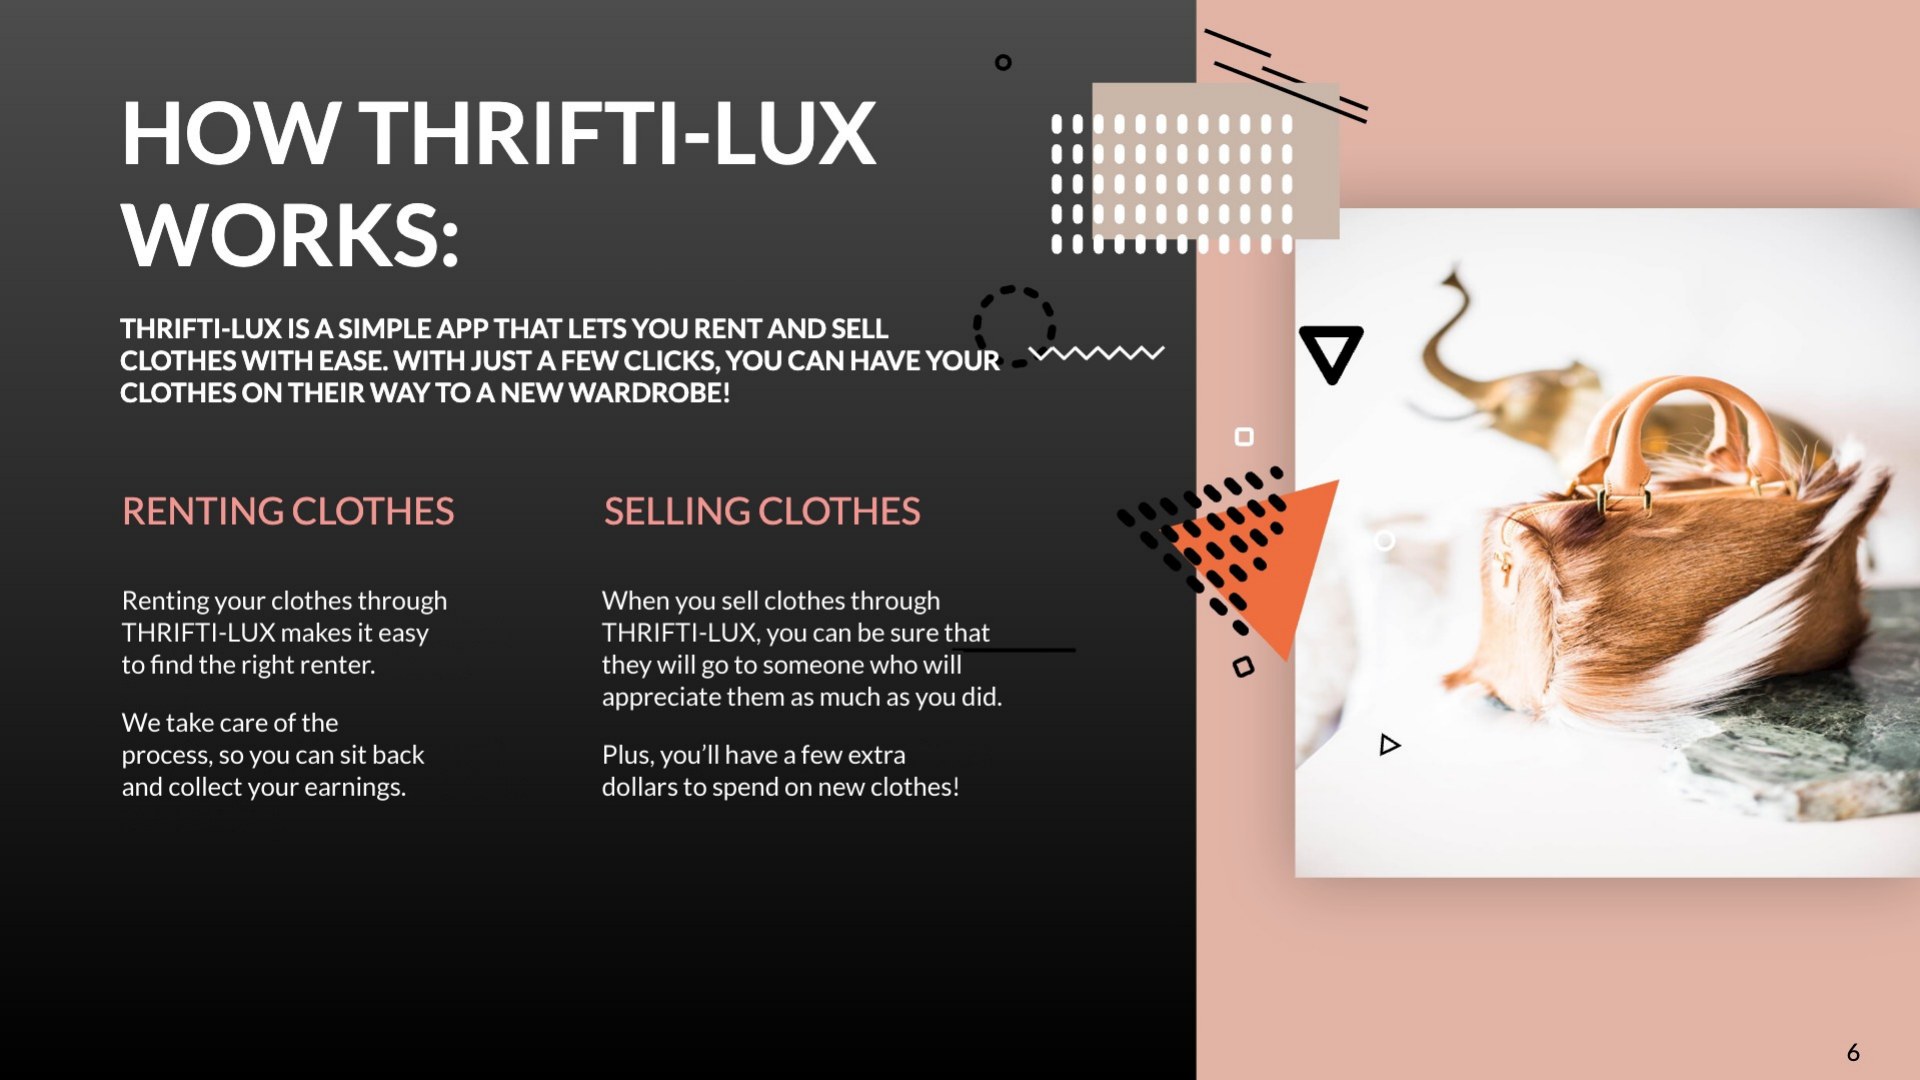 HOW THRIFTI-LUX
WORKS:
THRIFTI-LUX IS A SIMPLE APP THAT LETS YOU RENT AND SELL
CLOTHES WITH EASE. WITH JUST A FEW CLICKS, YOU CAN HAVE YOUR
CLOTHES ON THEIR WAY TO A NEW WARDROBE!
RENTING CLOTHES
Renting your clothes through
THRIFTI-LUX makes it easy
to find the right renter.
We take care of the
process, so you can sit back
and collect your earnings.
SELLING CLOTHES
When you sell clothes through
THRIFTI-LUX, you can be sure that
they will go to someone who will
appreciate them as much as you did.
Plus, you’ll have a few extra
dollars to spend on new clothes!
6